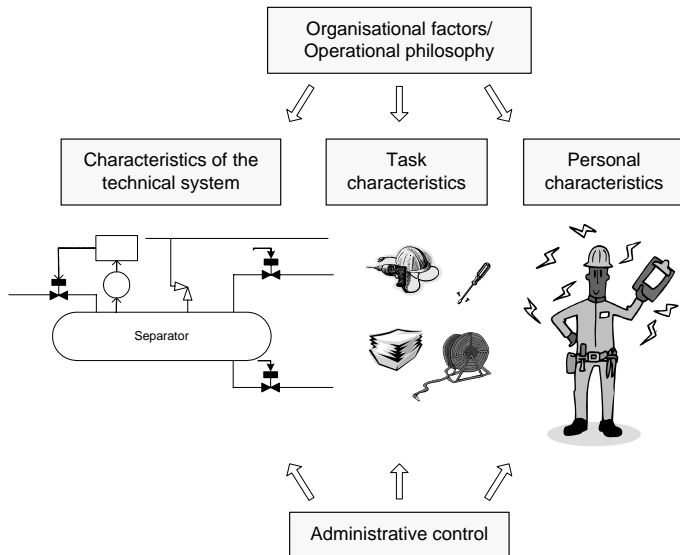 Organisational factors/
Operational philosophy
Characteristics of the
technical system
Task
characteristics
Personal
characteristics
Separator
Administrative control